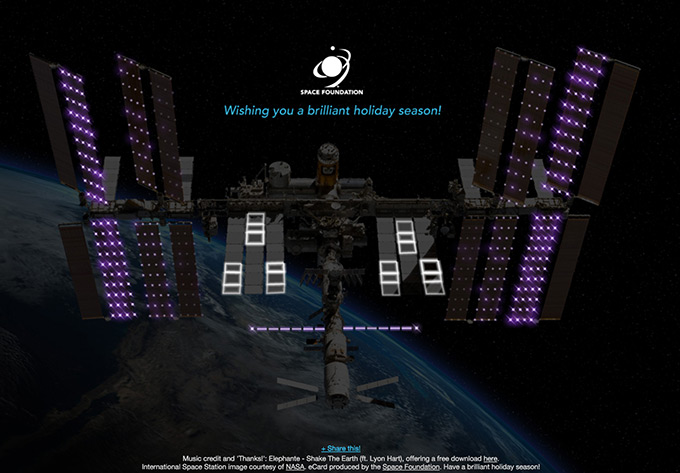 SPACE FOUNDATION
Wishing you a brilliant holiday season!
+ Share this!
Music credit and 'Thanks!': Elephante - Shake The Earth (ft. Lyon Hart), offering a free download here.
International Space Station image courtesy of NASA. eCard produced by the Space Foundation. Have a brilliant holiday season!